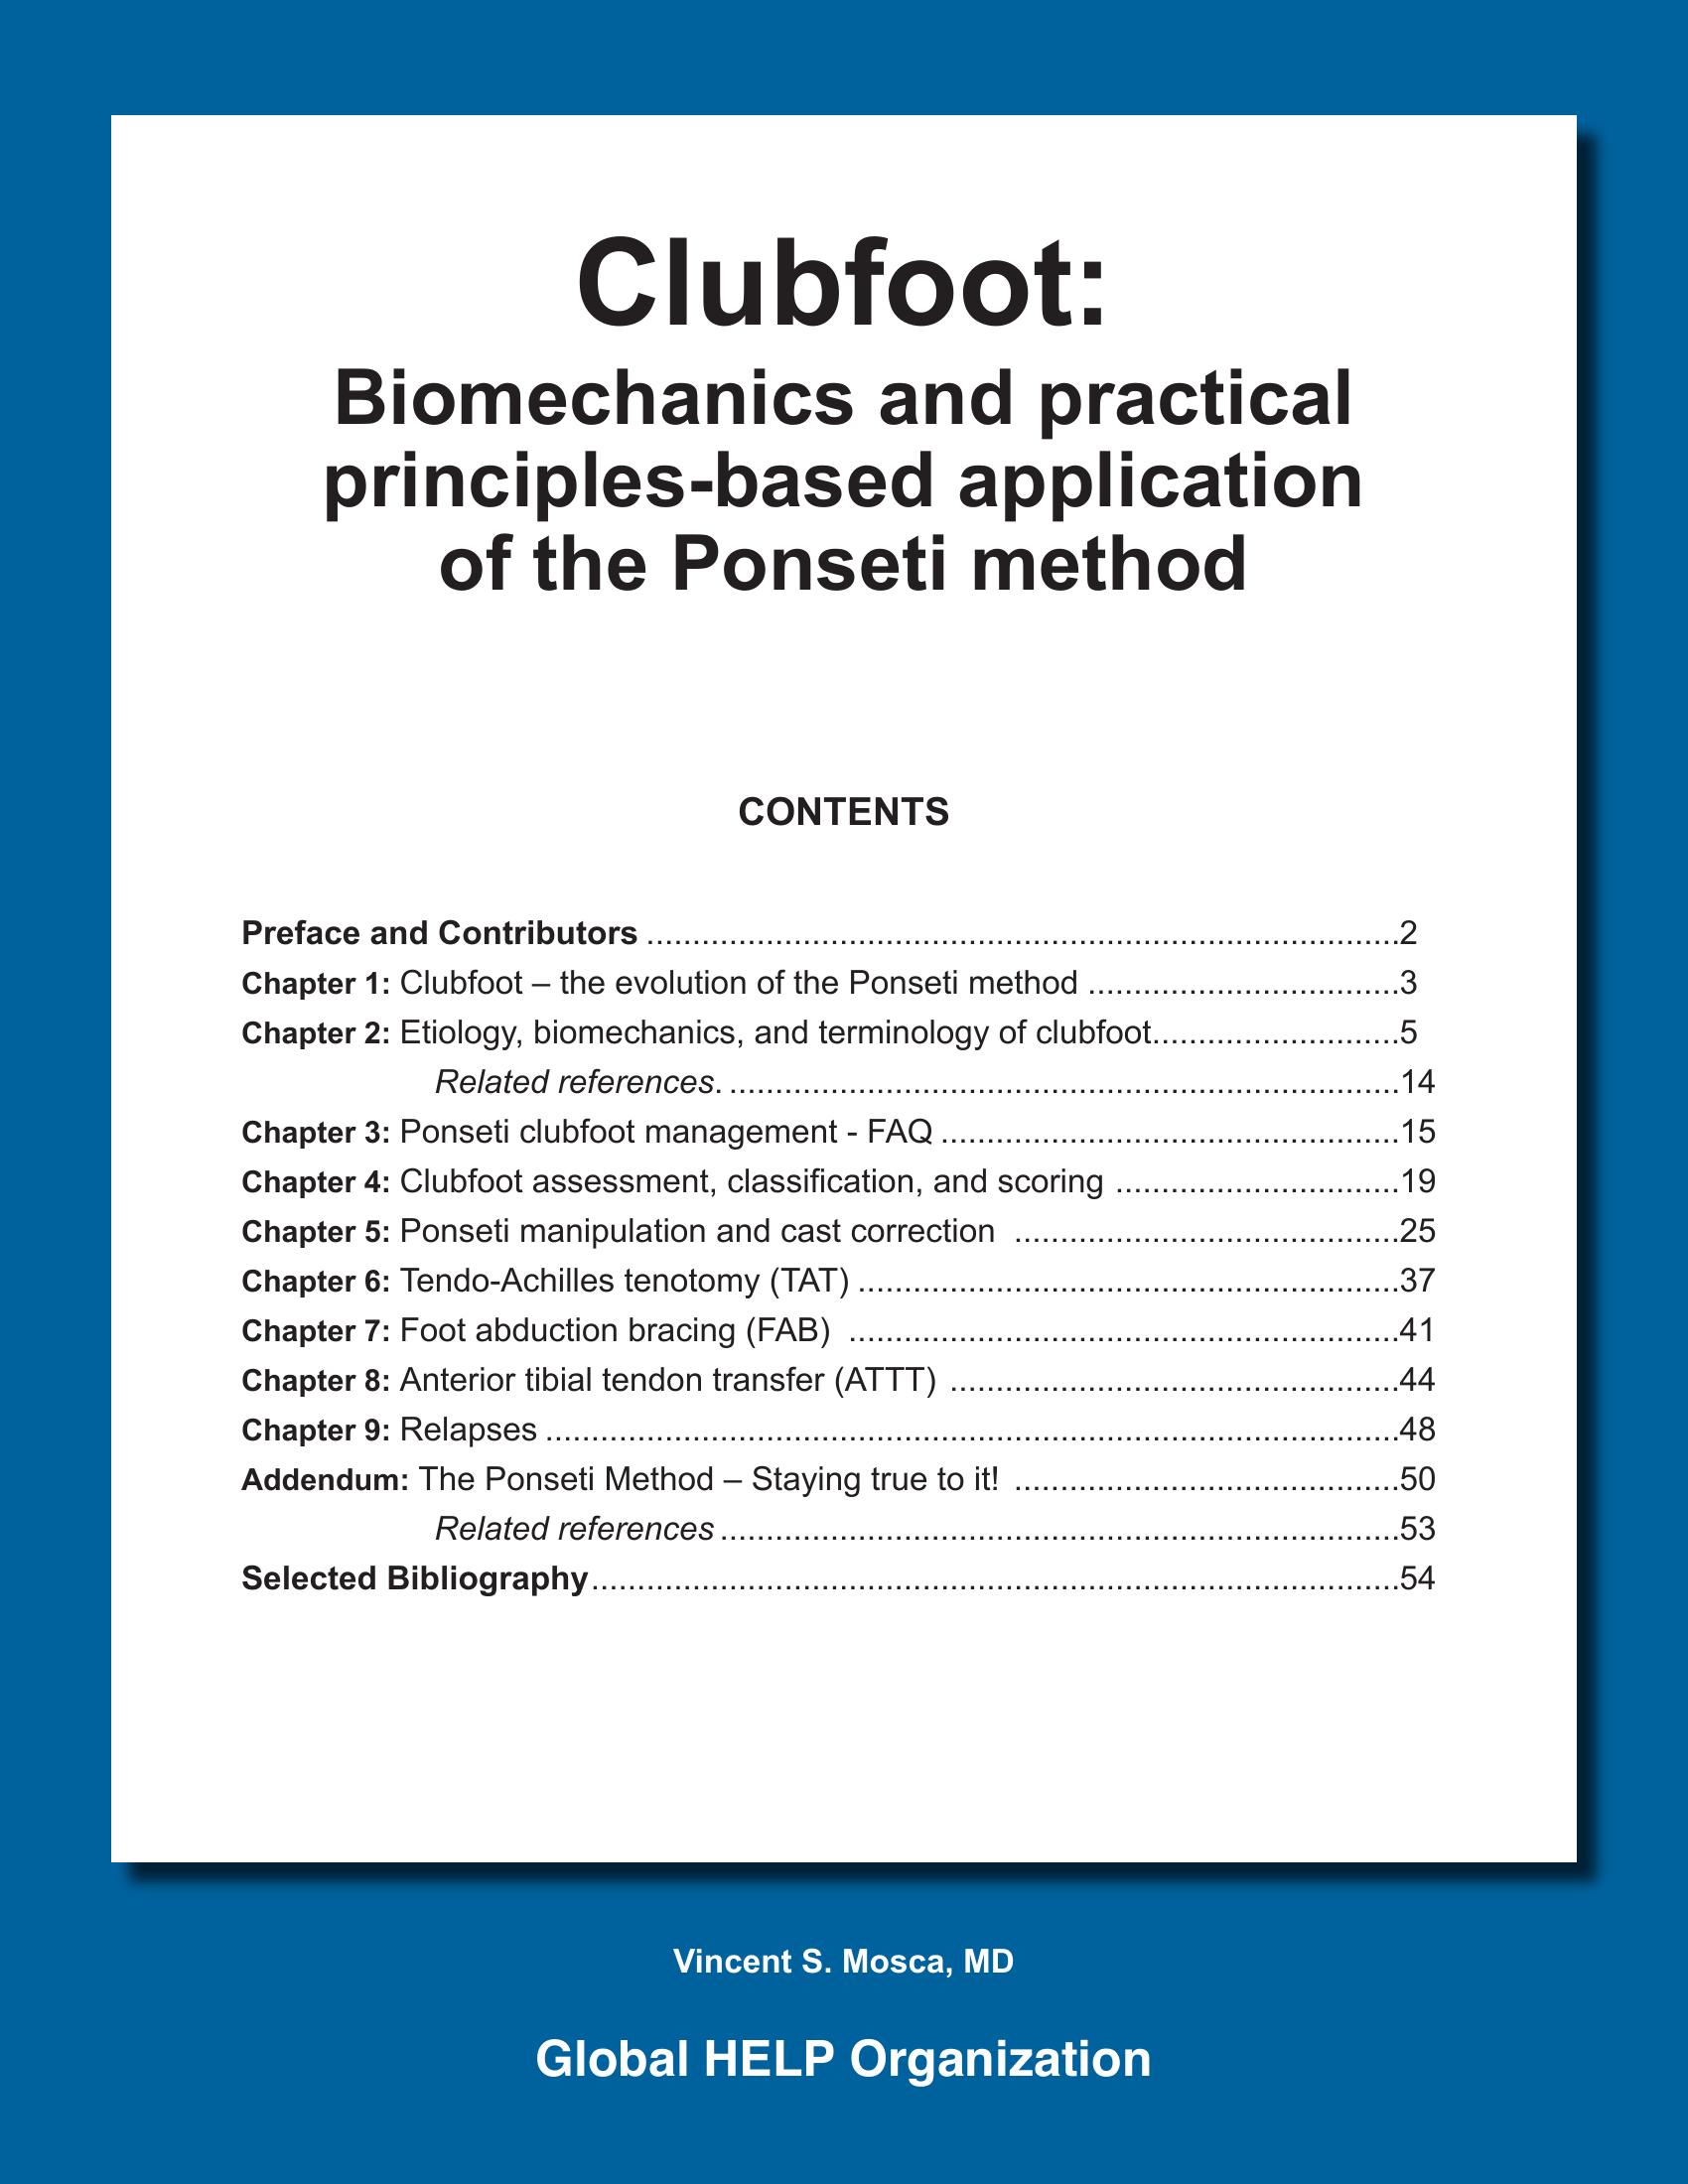 Clubfoot:
Biomechanics and practical
principles-based application
of the Ponseti method
CONTENTS
Preface and Contributors ..................................................................................2
Chapter 1: Clubfoot – the evolution of the Ponseti method ..................................3
Chapter 2: Etiology, biomechanics, and terminology of clubfoot...........................5
Related references. .........................................................................14
Chapter 3: Ponseti clubfoot management - FAQ ..................................................15
Chapter 4: Clubfoot assessment, classification, and scoring ...............................19
Chapter 5: Ponseti manipulation and cast correction ..........................................25
Chapter 6: Tendo-Achilles tenotomy (TAT) ...........................................................37
Chapter 7: Foot abduction bracing (FAB) ............................................................41
Chapter 8: Anterior tibial tendon transfer (ATTT) .................................................44
Chapter 9: Relapses .............................................................................................48
Addendum: The Ponseti Method – Staying true to it! ..........................................50
Related references ..........................................................................53
Selected Bibliography........................................................................................54
Vincent S. Mosca, MD
Global HELP Organization